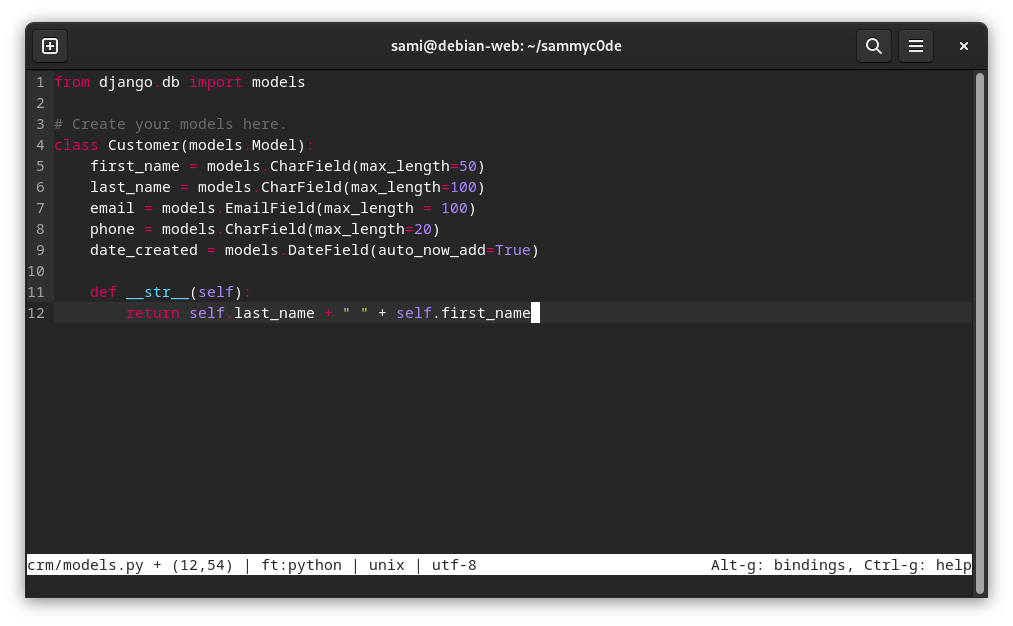 sami@debian-web: ~/sammyc0de
1 from django.db import models
2
3 # Create your models here.
4 class Customer(models.Model):
5     first_name = models.CharField(max_length=50)
6     last_name = models.CharField(max_length=100)
7     email = models.EmailField(max_length = 100)
8     phone = models.CharField(max_length=20)
9     date_created = models.DateField(auto_now_add=True)
10
11     def __str__(self):
12         return self.last_name + " " + self.first_name
crm/models.py + (12,54) | ft:python | unix | utf-8 Alt-g: bindings, Ctrl-g: help